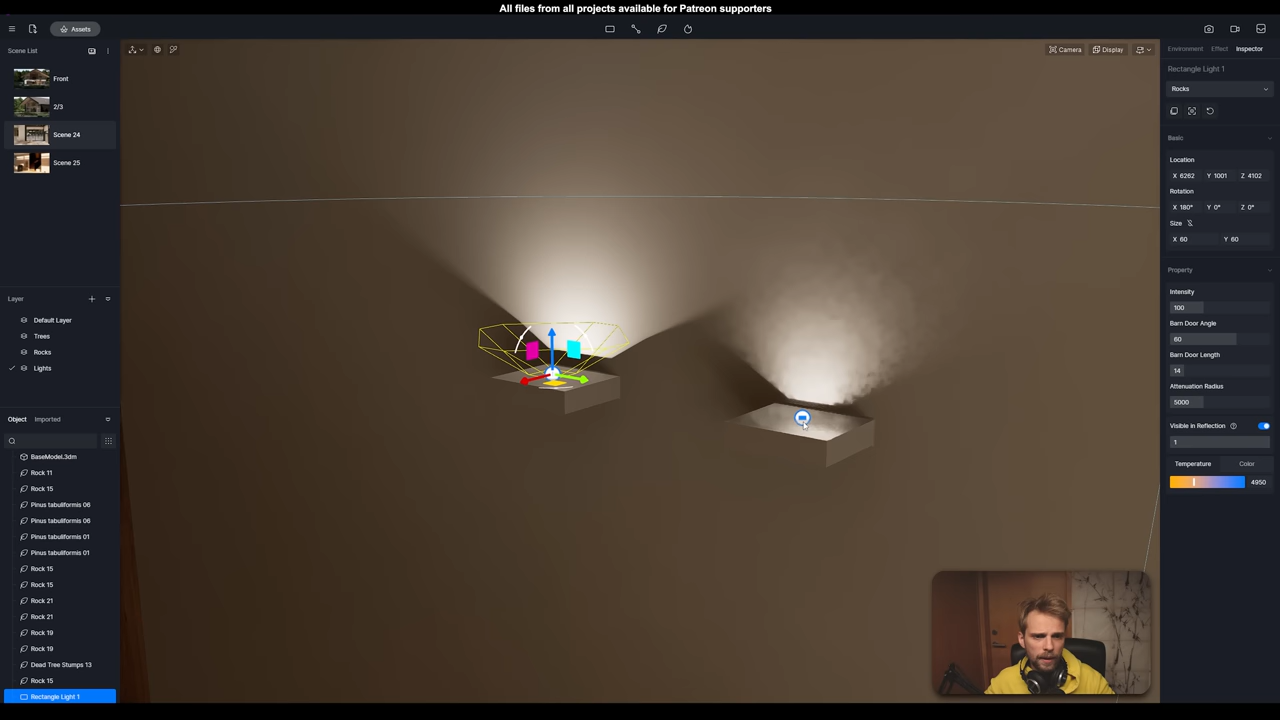 All files from all projects available for Patreon supporters
Assets
Scene List
Front
2/3
Scene 24
Scene 25
Layer
Default Layer
Trees
Rocks
Lights
Object
Imported
BaseModel.3dm
Rock 11
Rock 15
Pinus tabuliformis 06
Pinus tabuliformis 06
Pinus tabuliformis 01
Pinus tabuliformis 01
Rock 15
Rock 15
Rock 21
Rock 21
Rock 19
Rock 19
Dead Tree Stumps 13
Rock 15
Rectangle Light 1
Camera
Display
Environment
Effect
Inspector
Rectangle Light 1
Rocks
Basic
Location
X 6262 Y 1001 Z 4102
Rotation
X 180° Y 0° Z 0°
Size
X 60 Y 60
Property
Intensity
100
Barn Door Angle
60
Barn Door Length
14
Attenuation Radius
5000
Visible in Reflection
1
Temperature
Color
4950